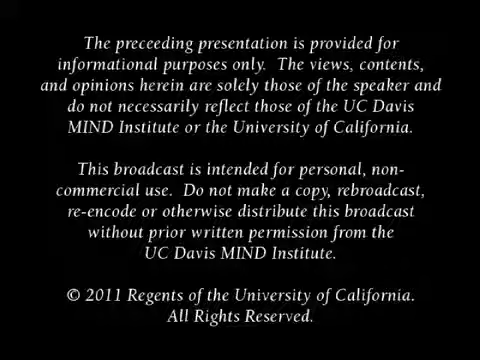 The preceeding presentation is provided for
informational purposes only. The views, contents,
and opinions herein are solely those of the speaker and
do not necessarily reflect those of the UC Davis
MIND Institute or the University of California.
This broadcast is intended for personal, non-
commercial use. Do not make a copy, rebroadcast,
re-encode or otherwise distribute this broadcast
without prior written permission from the
UC Davis MIND Institute.
© 2011 Regents of the University of California.
All Rights Reserved.